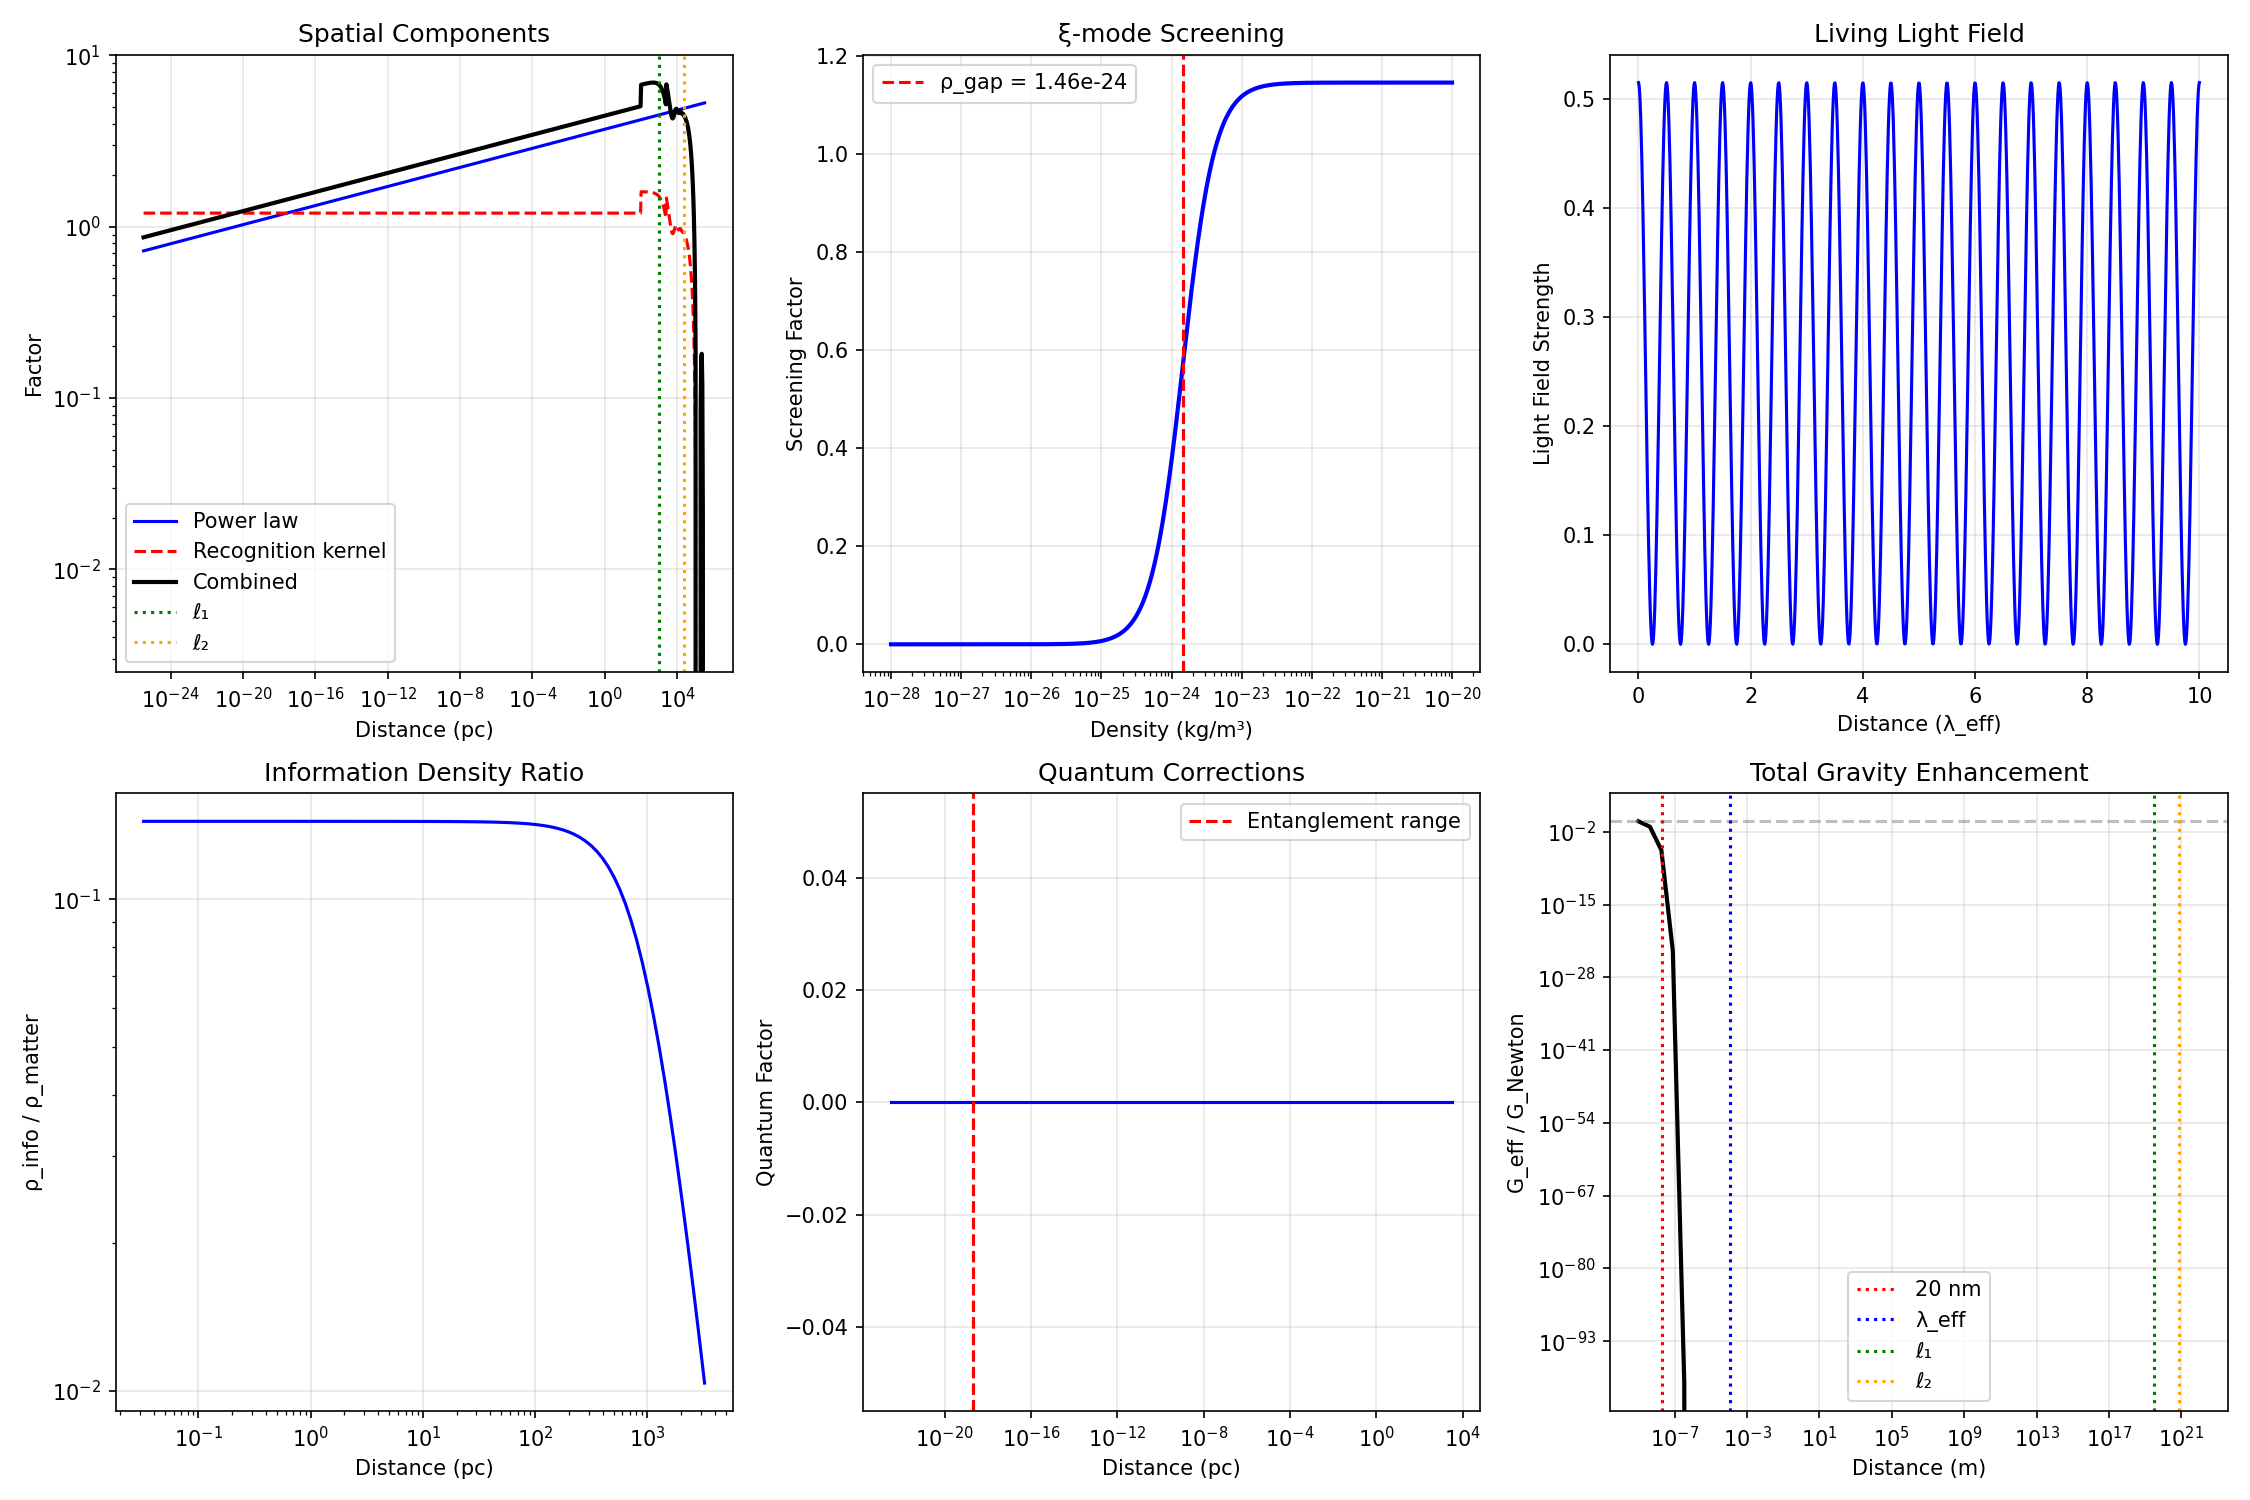 Spatial Components
Factor
10¹
10⁰
10⁻¹
10⁻²
Power law
Recognition kernel
Combined
ℓ₁
ℓ₂
10⁻²⁴ 10⁻²⁰ 10⁻¹⁶ 10⁻¹² 10⁻⁸ 10⁻⁴ 10⁰ 10⁴
Distance (pc)
ξ-mode Screening
Screening Factor
1.2
1.0
0.8
0.6
0.4
0.2
0.0
ρ_gap = 1.46e-24
10⁻²⁸ 10⁻²⁷ 10⁻²⁶ 10⁻²⁵ 10⁻²⁴ 10⁻²³ 10⁻²² 10⁻²¹ 10⁻²⁰
Density (kg/m³)
Living Light Field
Light Field Strength
0.5
0.4
0.3
0.2
0.1
0.0
0 2 4 6 8 10
Distance (λ_eff)
Information Density Ratio
ρ_info / ρ_matter
10⁻¹
10⁻²
10⁻¹ 10⁰ 10¹ 10² 10³
Distance (pc)
Quantum Corrections
Quantum Factor
0.04
0.02
0.00
−0.02
−0.04
Entanglement range
10⁻²⁰ 10⁻¹⁶ 10⁻¹² 10⁻⁸ 10⁻⁴ 10⁰ 10⁴
Distance (pc)
Total Gravity Enhancement
G_eff / G_Newton
10⁻²
10⁻¹⁵
10⁻²⁸
10⁻⁴¹
10⁻⁵⁴
10⁻⁶⁷
10⁻⁸⁰
10⁻⁹³
20 nm
λ_eff
ℓ₁
ℓ₂
10⁻⁷ 10⁻³ 10¹ 10⁵ 10⁹ 10¹³ 10¹⁷ 10²¹
Distance (m)